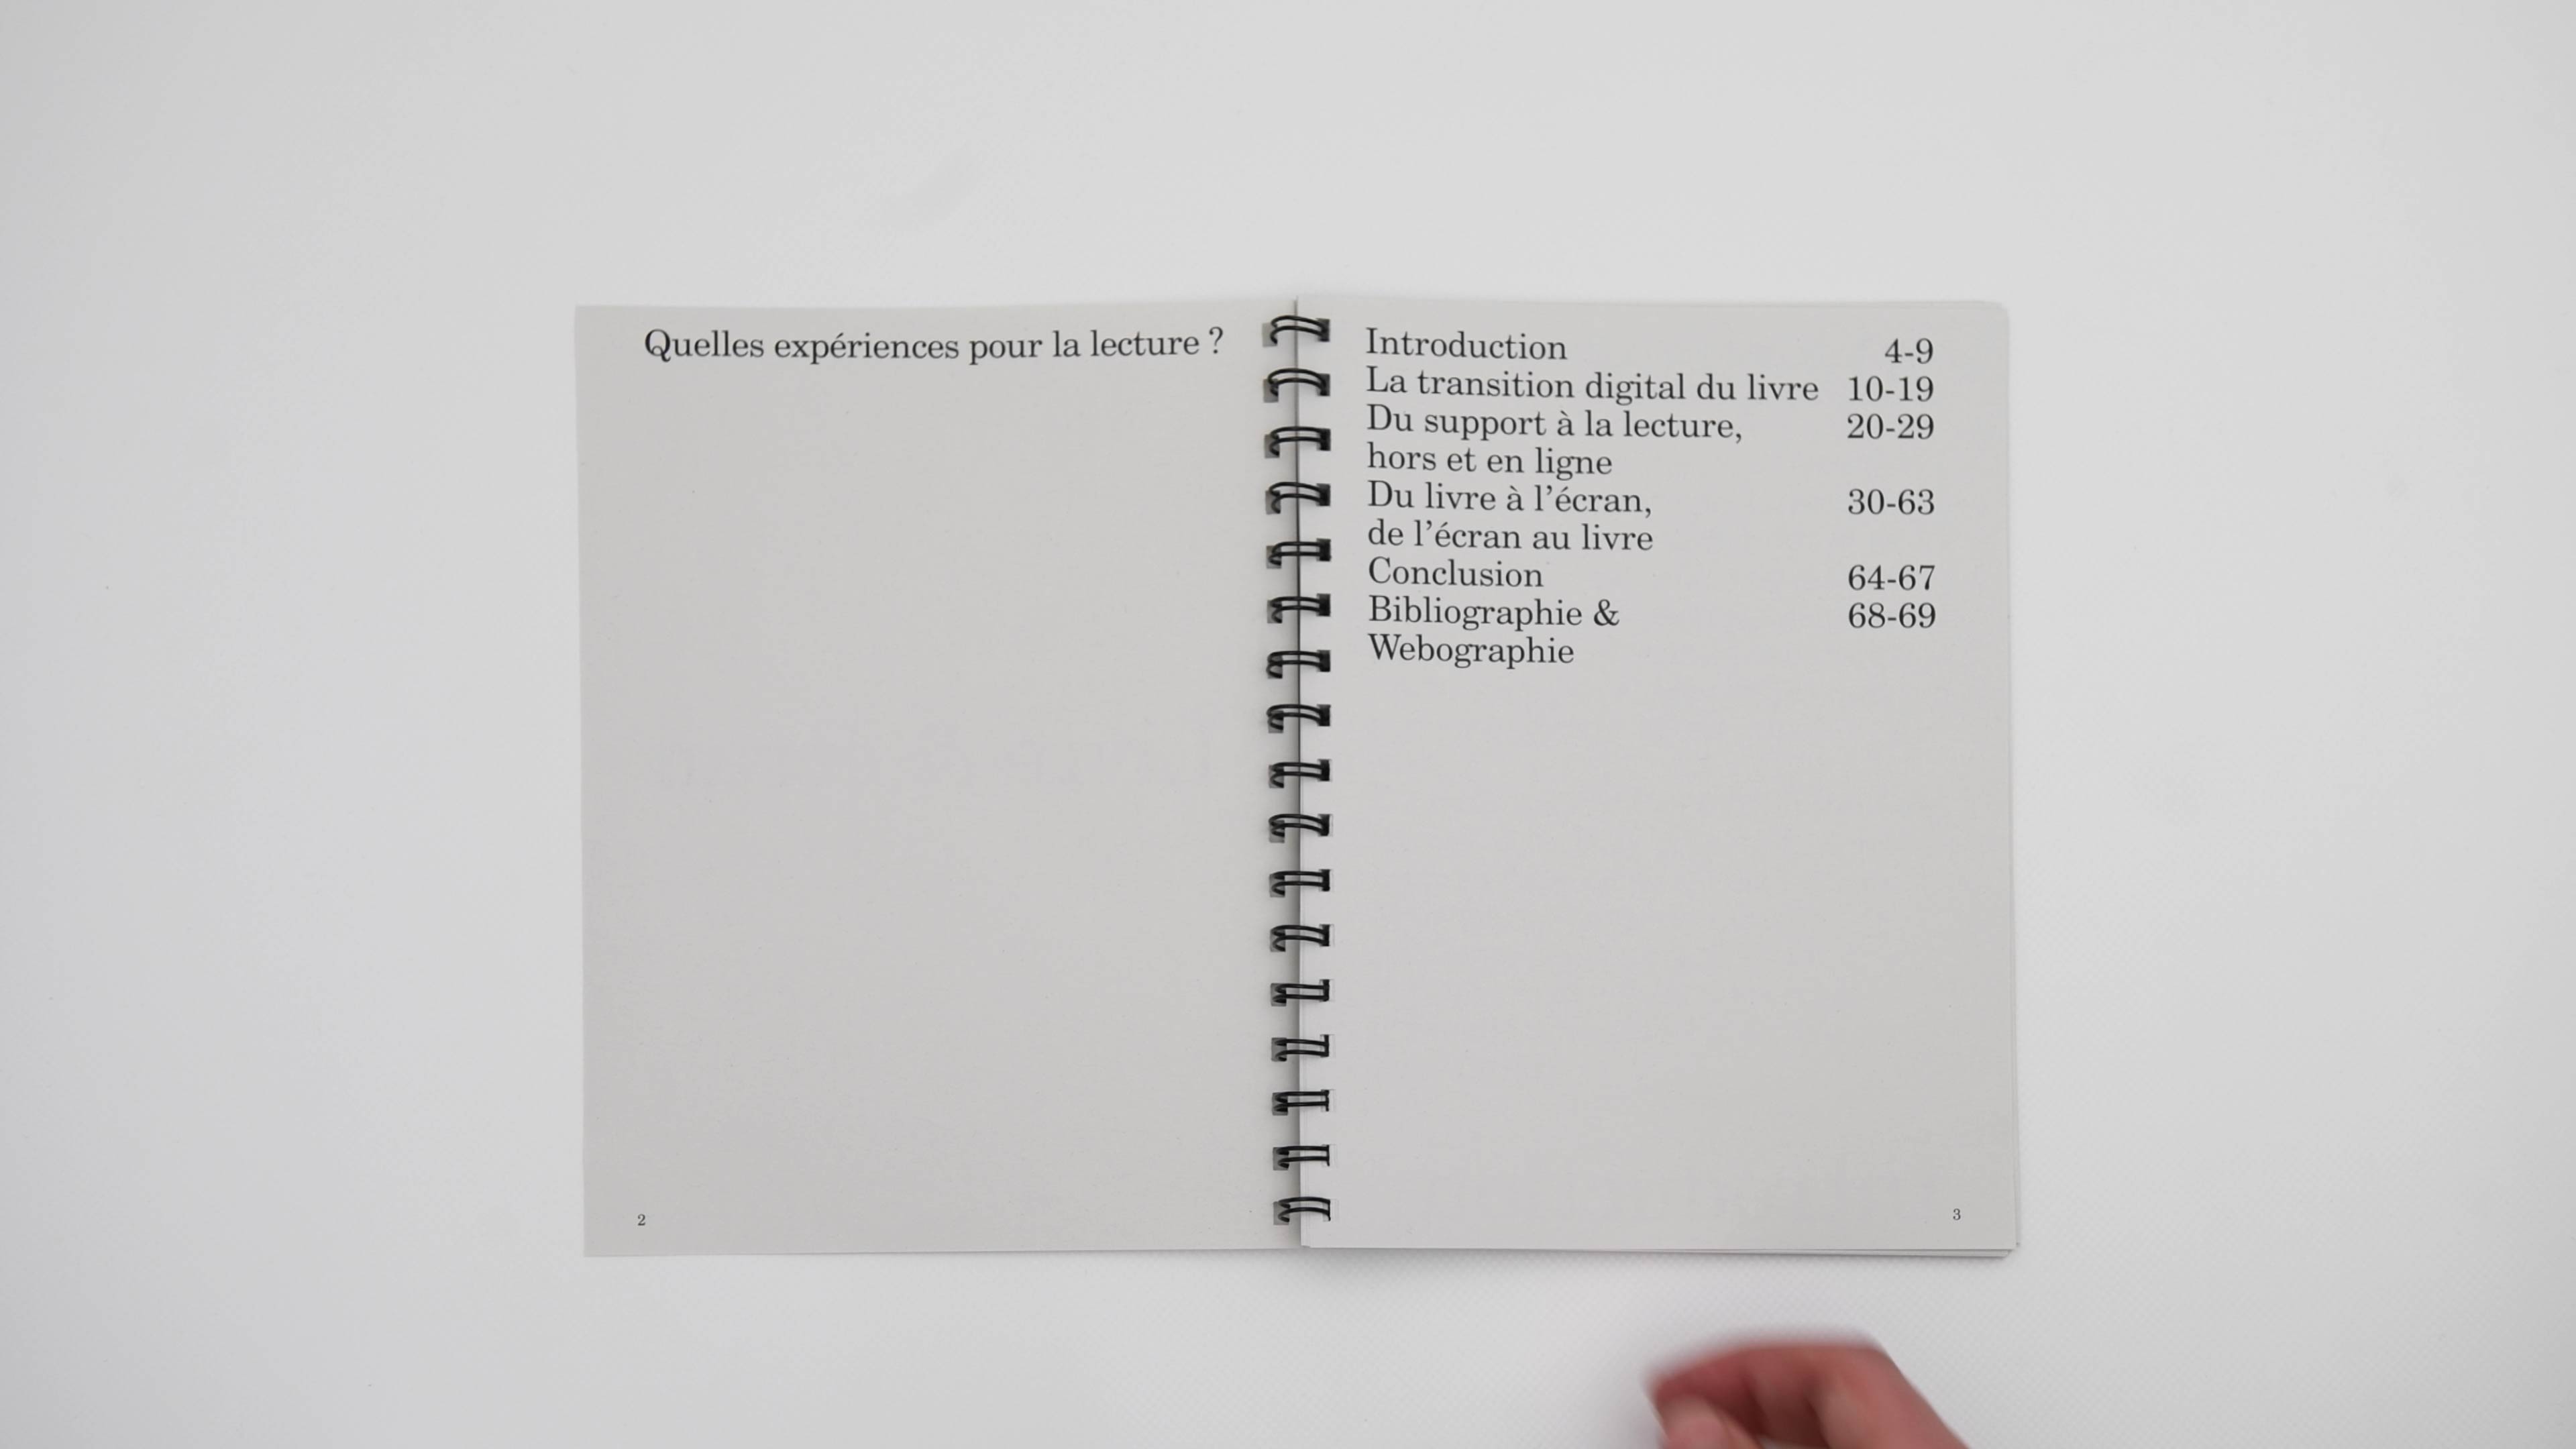 Quelles expériences pour la lecture ?
2
Introduction 4-9
La transition digital du livre 10-19
Du support à la lecture, 20-29
hors et en ligne
Du livre à l’écran, 30-63
de l’écran au livre
Conclusion 64-67
Bibliographie & 68-69
Webographie
3